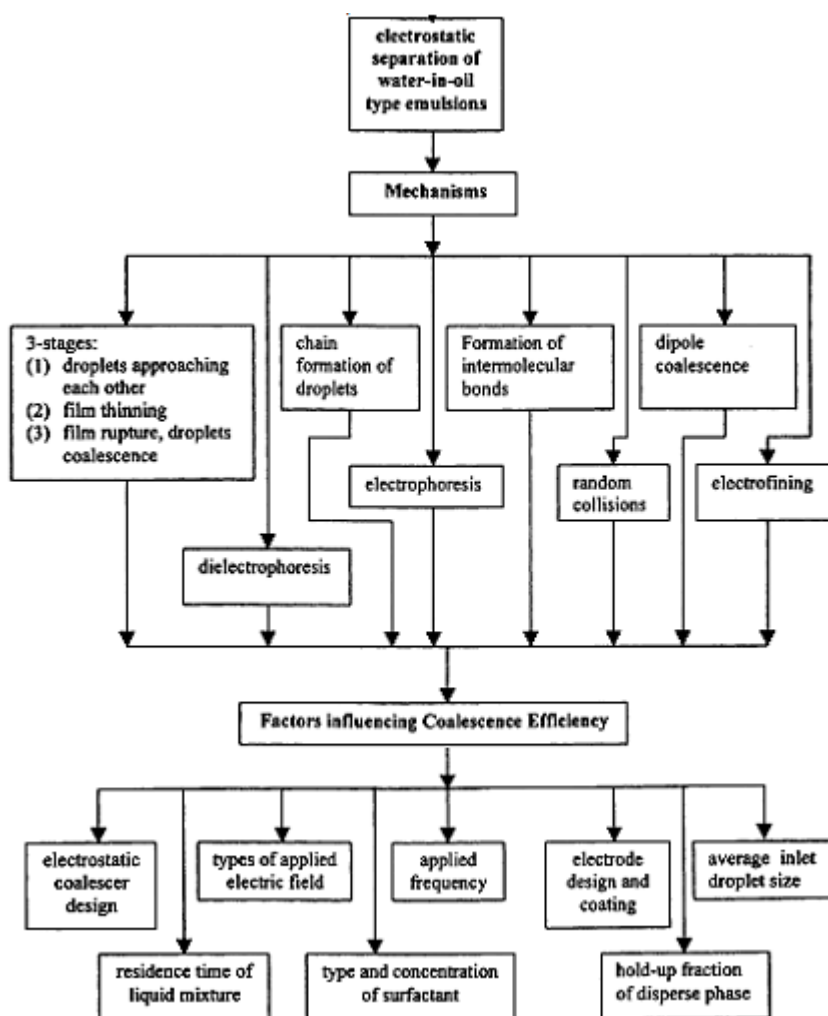 electrostatic
separation of
water-in-oil
type emulsions
Mechanisms
3-stages:
(1) droplets approaching
each other
(2) film thinning
(3) film rupture, droplets
coalescence
chain
formation of
droplets
Formation of
intermolecular
bonds
dipole
coalescence
electrophoresis
random
collisions
electrofining
dielectrophoresis
Factors influencing Coalescence Efficiency
electrostatic
coalescer
design
types of applied
electric field
applied
frequency
electrode
design and
coating
average inlet
droplet size
residence time of
liquid mixture
type and concentration
of surfactant
hold-up fraction
of disperse phase